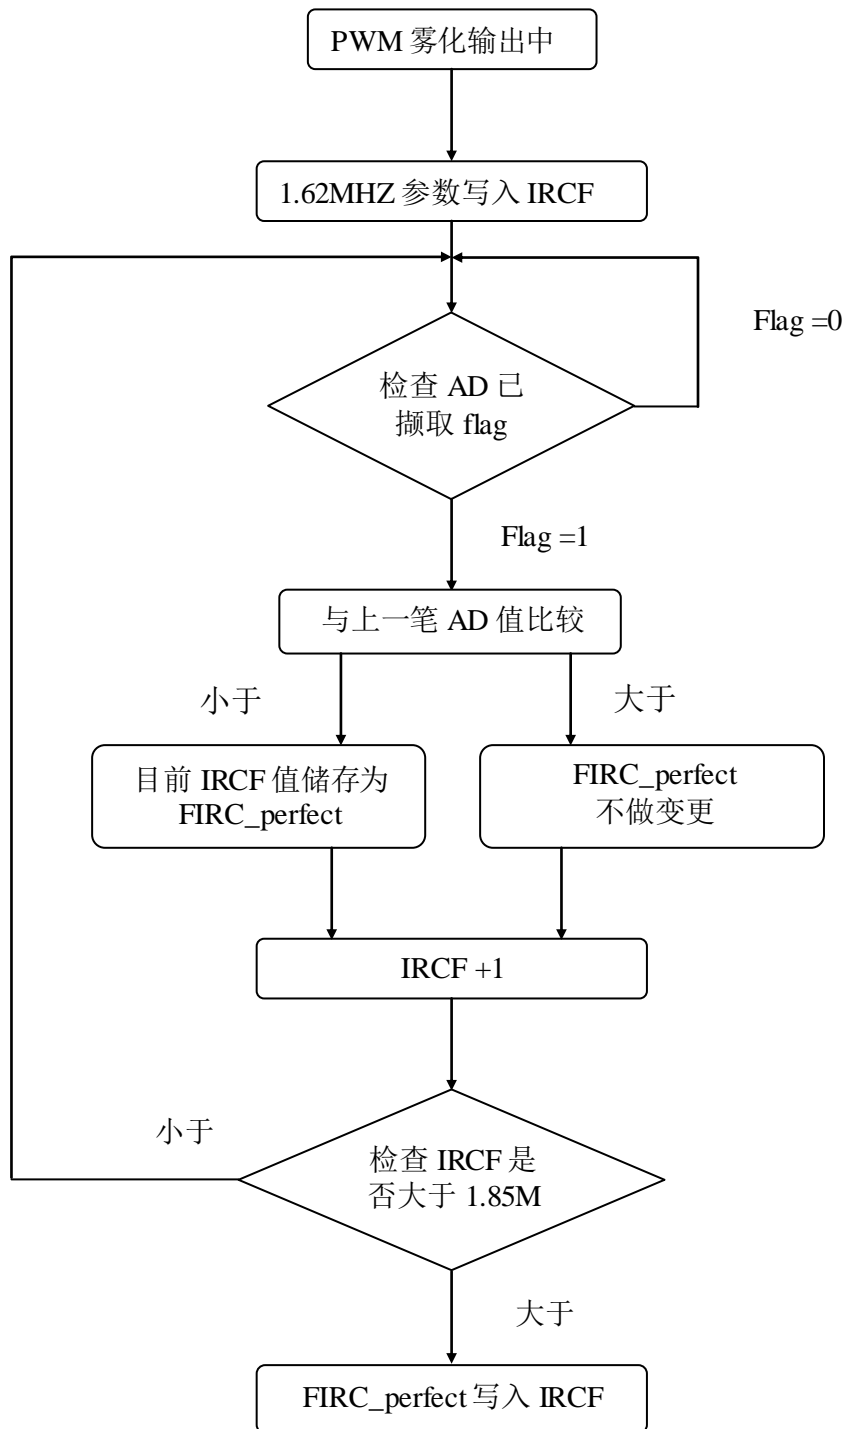 PWM 雾化输出中
1.62MHZ 参数写入 IRCF
Flag =0
检查 AD 已
撷取 flag
Flag =1
与上一笔 AD 值比较
小于
大于
目前 IRCF 值储存为
FIRC_perfect
FIRC_perfect
不做变更
IRCF +1
小于
检查 IRCF 是
否大于 1.85M
大于
FIRC_perfect 写入 IRCF